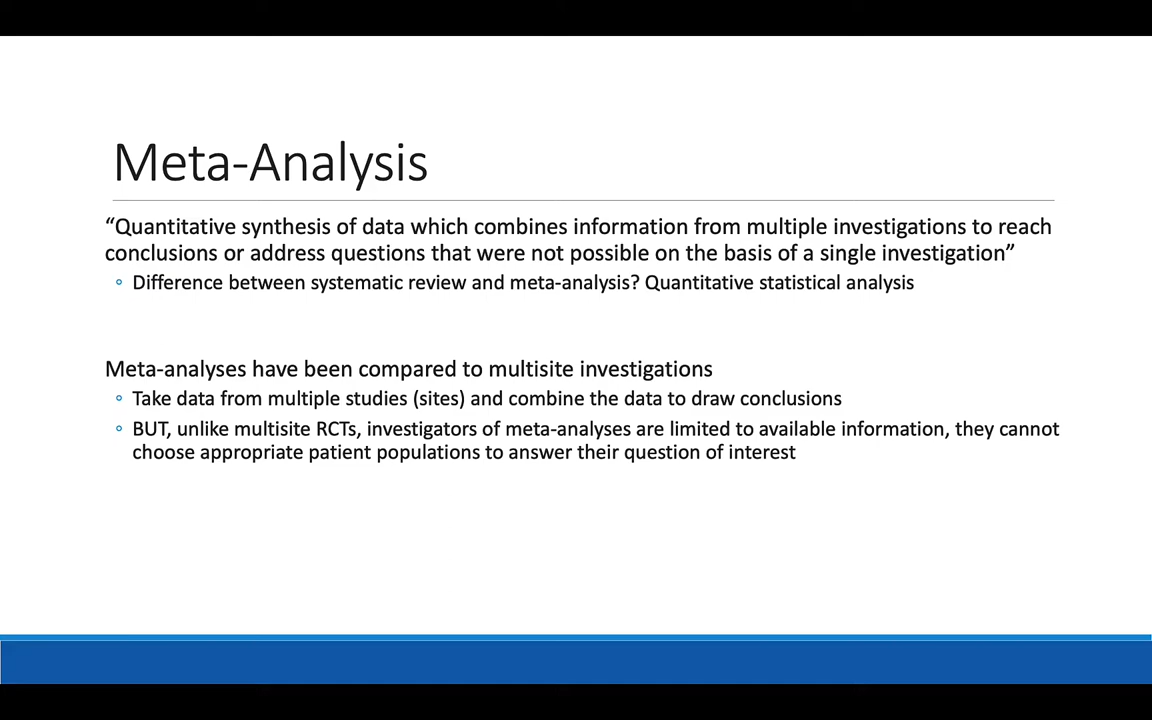 Meta-Analysis
“Quantitative synthesis of data which combines information from multiple investigations to reach
conclusions or address questions that were not possible on the basis of a single investigation”
◦ Difference between systematic review and meta-analysis? Quantitative statistical analysis
Meta-analyses have been compared to multisite investigations
◦ Take data from multiple studies (sites) and combine the data to draw conclusions
◦ BUT, unlike multisite RCTs, investigators of meta-analyses are limited to available information, they cannot
choose appropriate patient populations to answer their question of interest